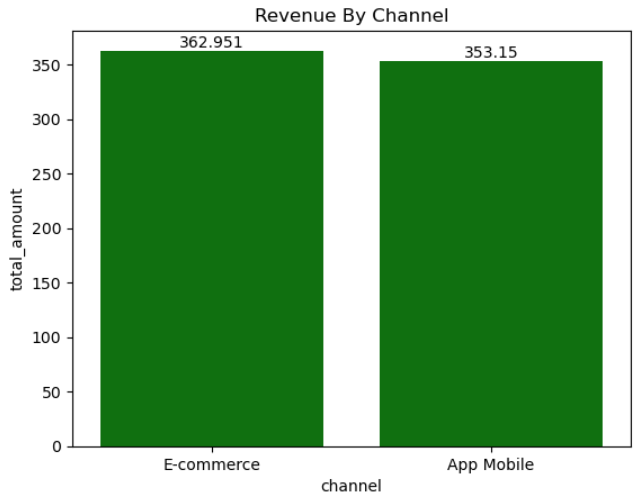 Revenue By Channel
362.951
353.15
350
300
250
200
150
100
50
0
total_amount
E-commerce
App Mobile
channel